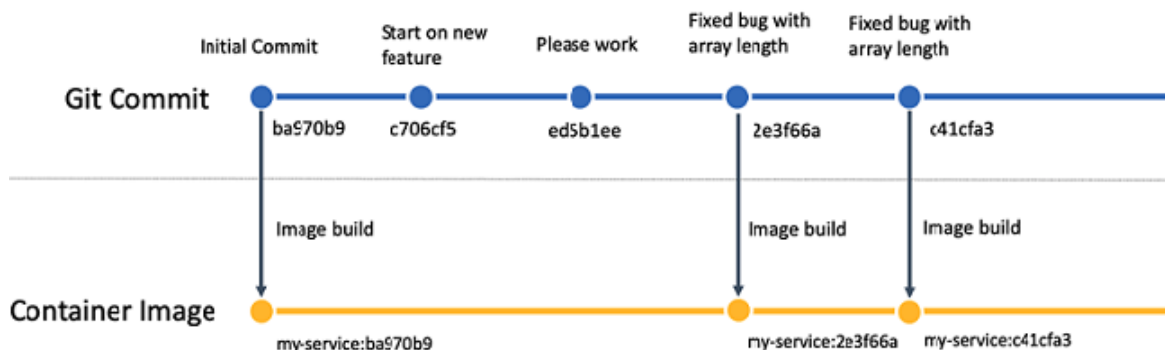 Initial Commit
Start on new
feature
Please work
Fixed bug with
array length
Fixed bug with
array length
Git Commit
ba970b9
c706cf5
ed5b1ee
2e3f66a
c41cfa3
Image build
Image build
Image build
Container Image
my-service:ba970b9
my-service:2e3f66a
my-service:c41cfa3